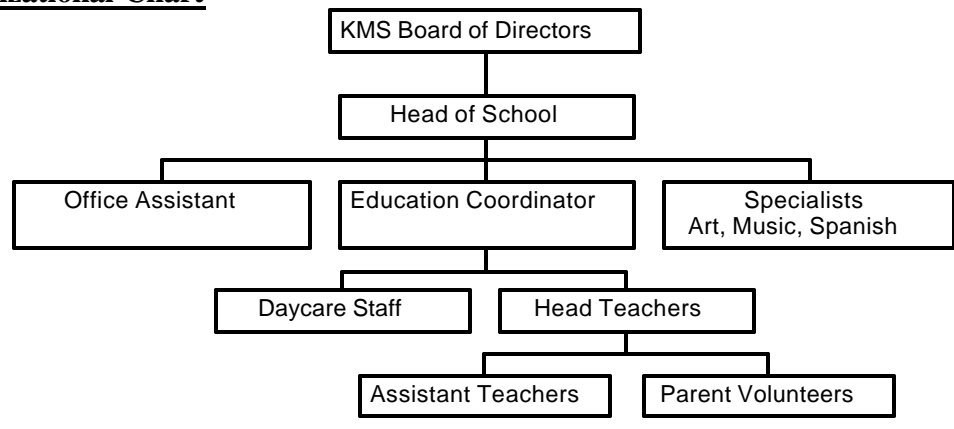 Chart
KMS Board of Directors
Head of School
Office Assistant
Education Coordinator
Specialists
Art, Music, Spanish
Daycare Staff
Head Teachers
Assistant Teachers
Parent Volunteers